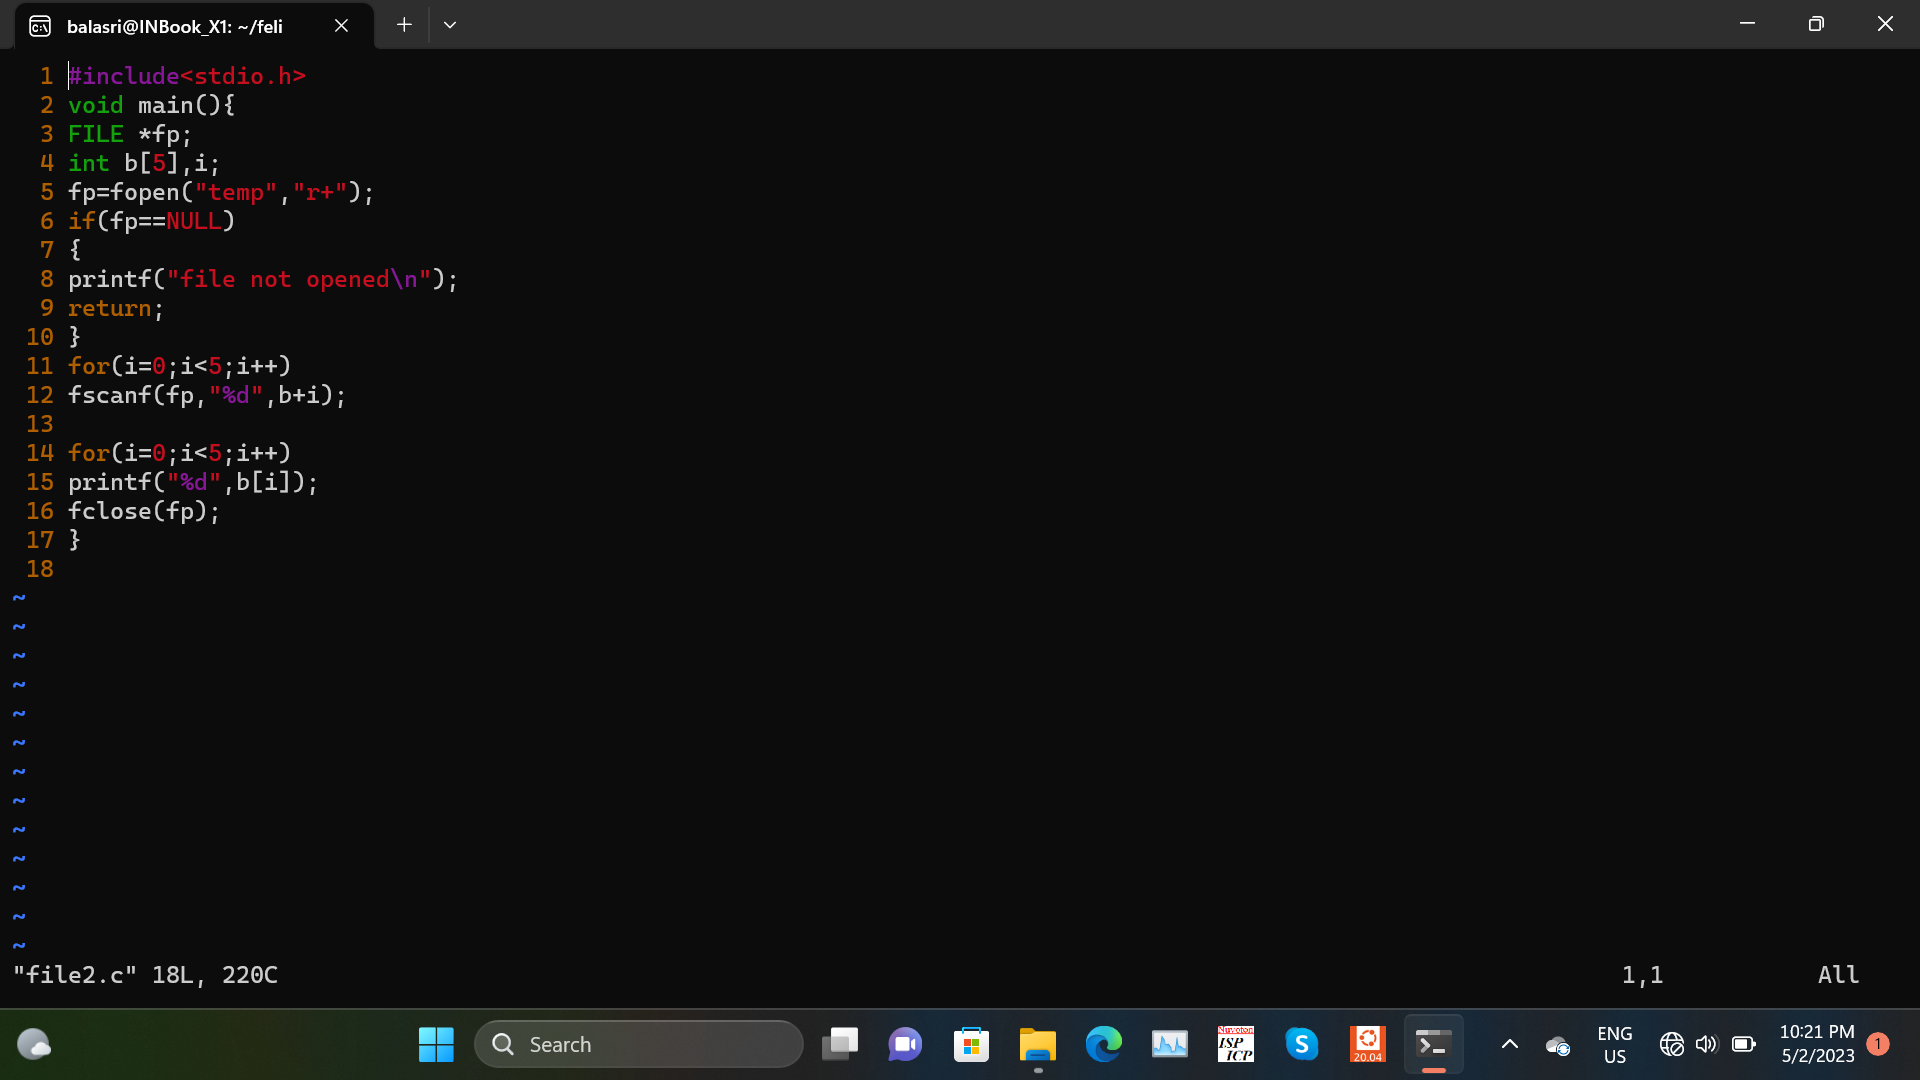 balasri@INBook_X1: ~/feli
1 #include<stdio.h>
2 void main(){
3 FILE *fp;
4 int b[5],i;
5 fp=fopen("temp","r+");
6 if(fp==NULL)
7 {
8 printf("file not opened\n");
9 return;
10 }
11 for(i=0;i<5;i++)
12 fscanf(fp,"%d",b+i);
13
14 for(i=0;i<5;i++)
15 printf("%d",b[i]);
16 fclose(fp);
17 }
18
~
~
~
~
~
~
~
~
~
~
~
~
~
"file2.c" 18L, 220C 1,1 All
Search
Nuvoton
ISP
ICP
S
20.04
ENG
US
10:21 PM
5/2/2023
1